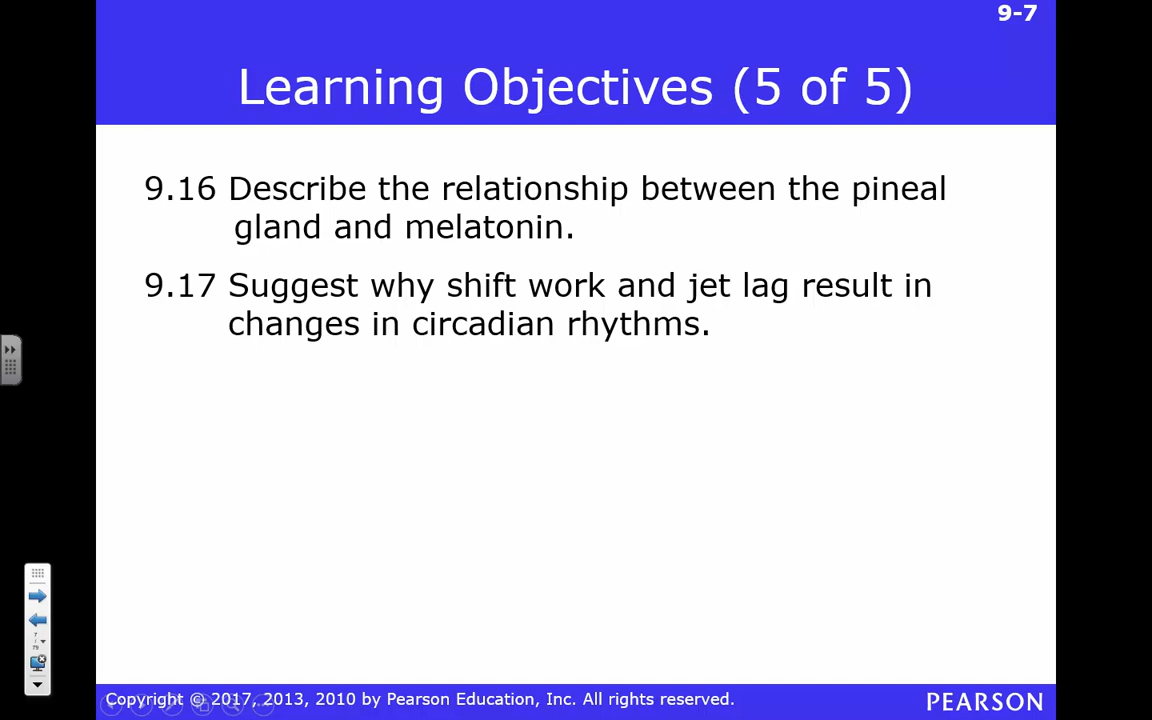 9-7
Learning Objectives (5 of 5)
9.16 Describe the relationship between the pineal
gland and melatonin.
9.17 Suggest why shift work and jet lag result in
changes in circadian rhythms.
7
79
Copyright © 2017, 2013, 2010 by Pearson Education, Inc. All rights reserved.
PEARSON